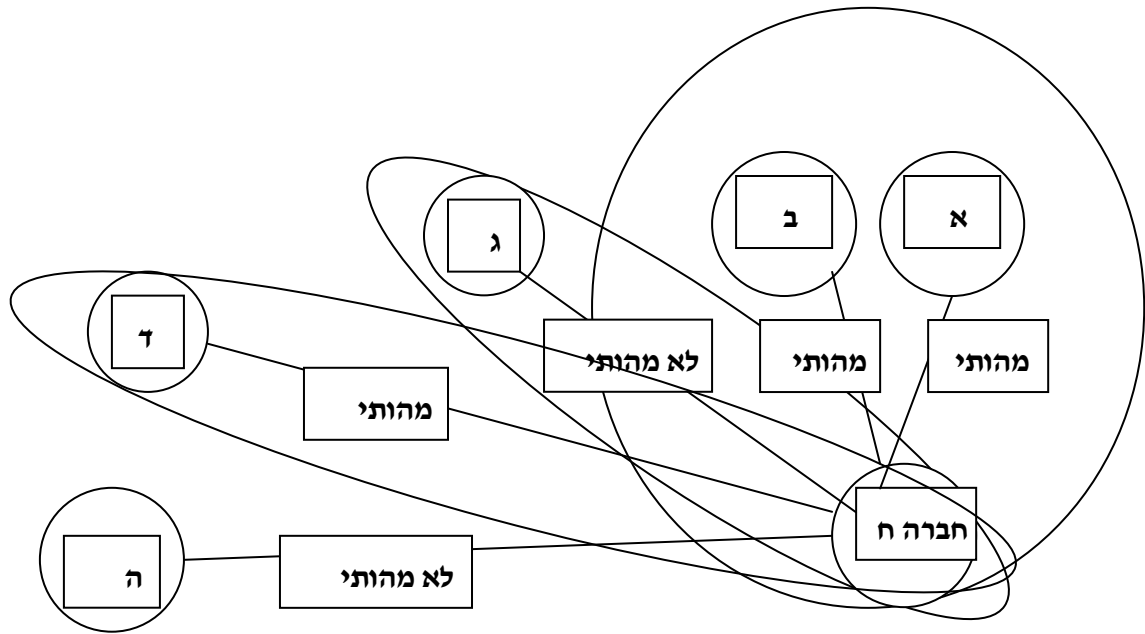 א
ב
ג
ד
מהותי
מהותי
לא מהותי
מהותי
חברה ח
ה
לא מהותי